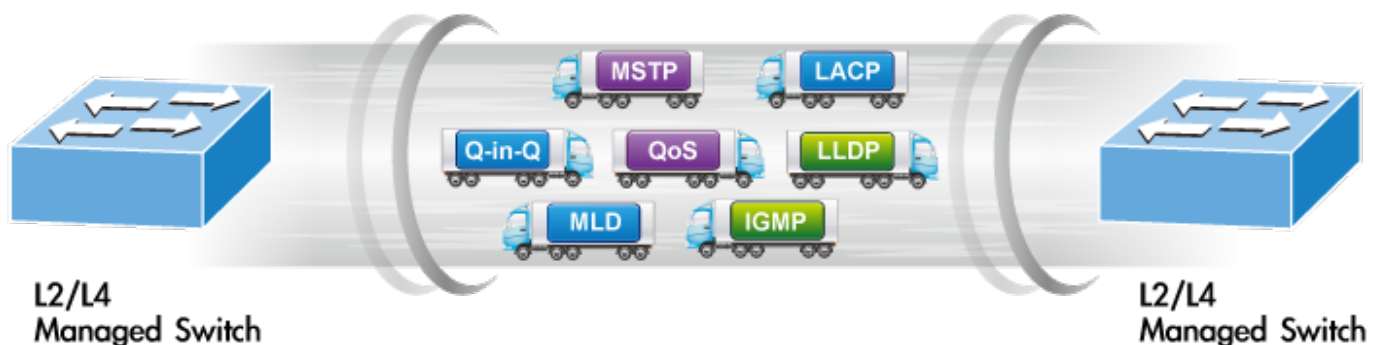 MSTP
LACP
Q-in-Q
QoS
LLDP
MLD
IGMP
L2/L4
Managed Switch
L2/L4
Managed Switch